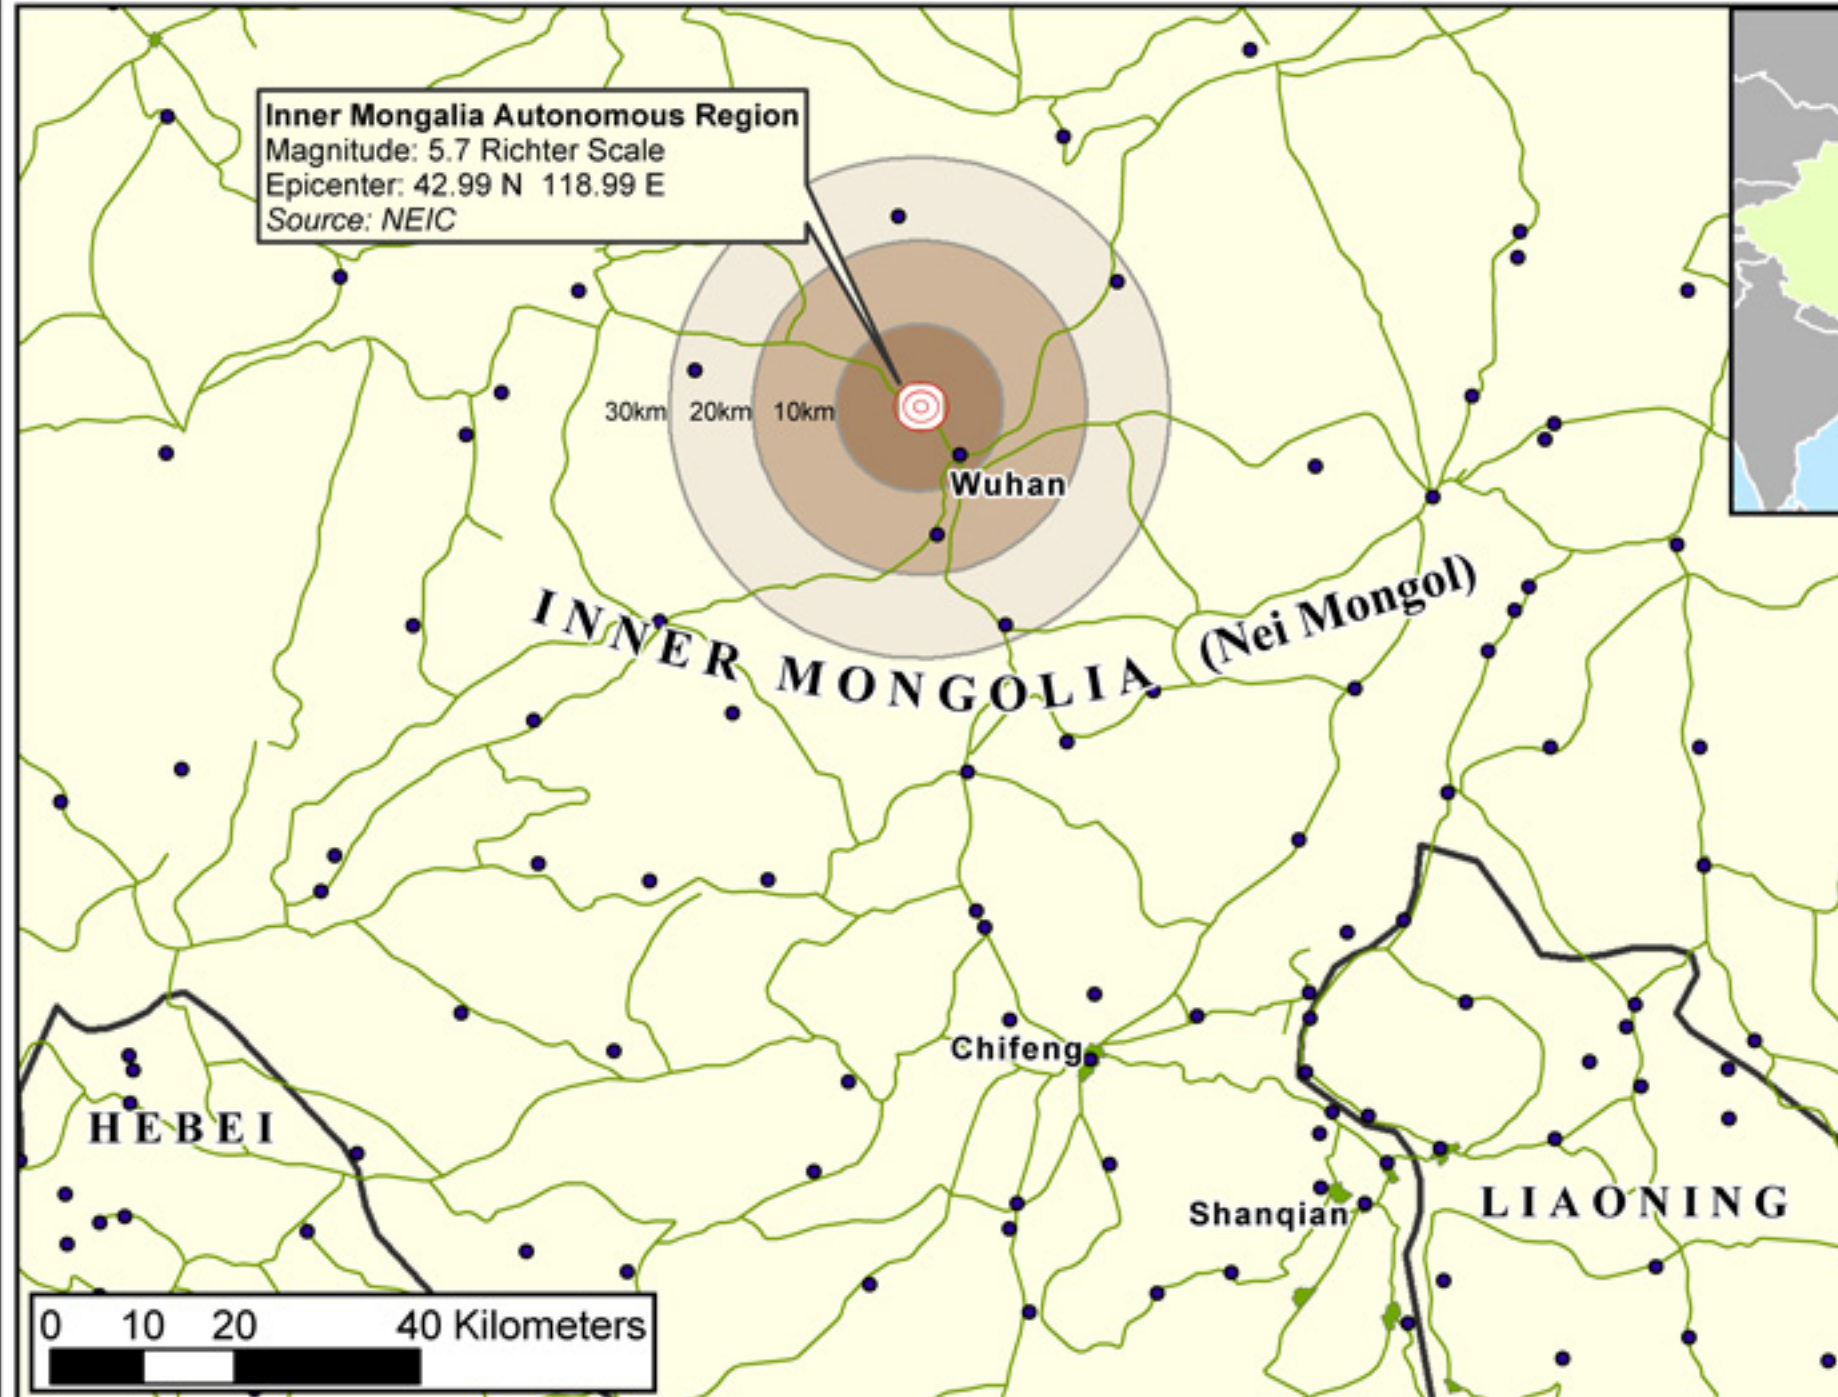 Inner Mongalia Autonomous Region
Magnitude: 5.7 Richter Scale
Epicenter: 42.99 N 118.99 E
Source: NEIC
30km 20km 10km
Wuhan
INNER MONGOLIA (Nei Mongol)
Chifeng
HEBEI
Shanqian
LIAONING
0 10 20 40 Kilometers